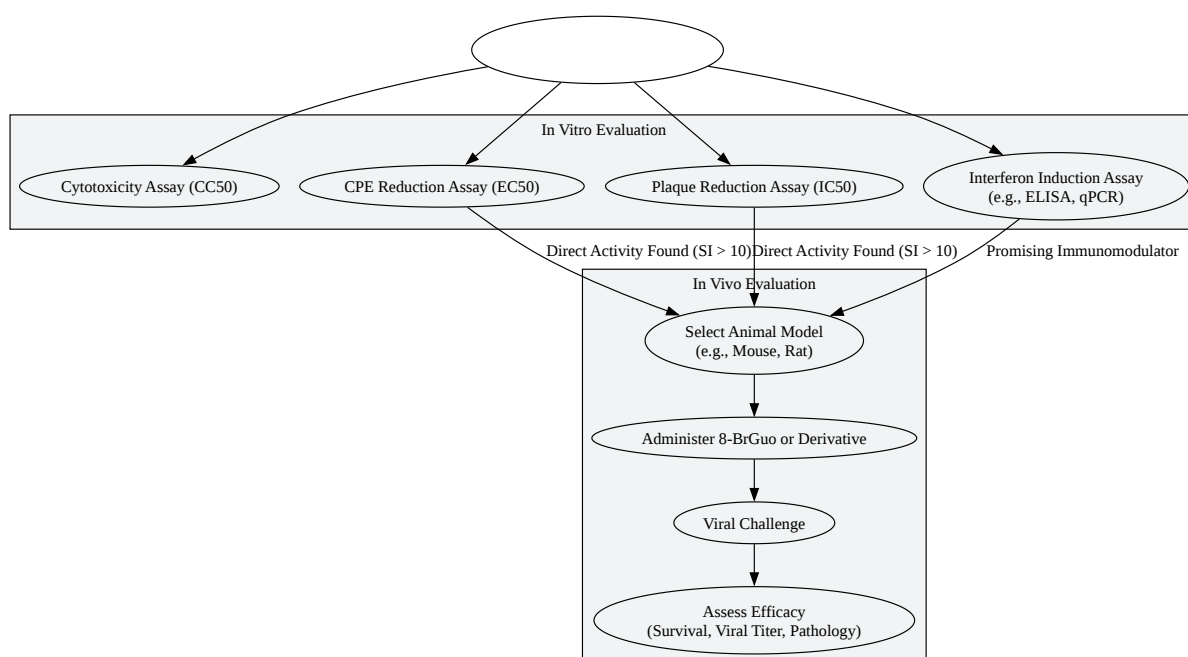 In Vitro Evaluation
Cytotoxicity Assay (CC50)
CPE Reduction Assay (EC50)
Plaque Reduction Assay (IC50)
Interferon Induction Assay
(e.g., ELISA, qPCR)
Direct Activity Found (SI > 10)
Direct Activity Found (SI > 10)
Promising Immunomodulator
In Vivo Evaluation
Select Animal Model
(e.g., Mouse, Rat)
Administer 8-BrGuo or Derivative
Viral Challenge
Assess Efficacy
(Survival, Viral Titer, Pathology)